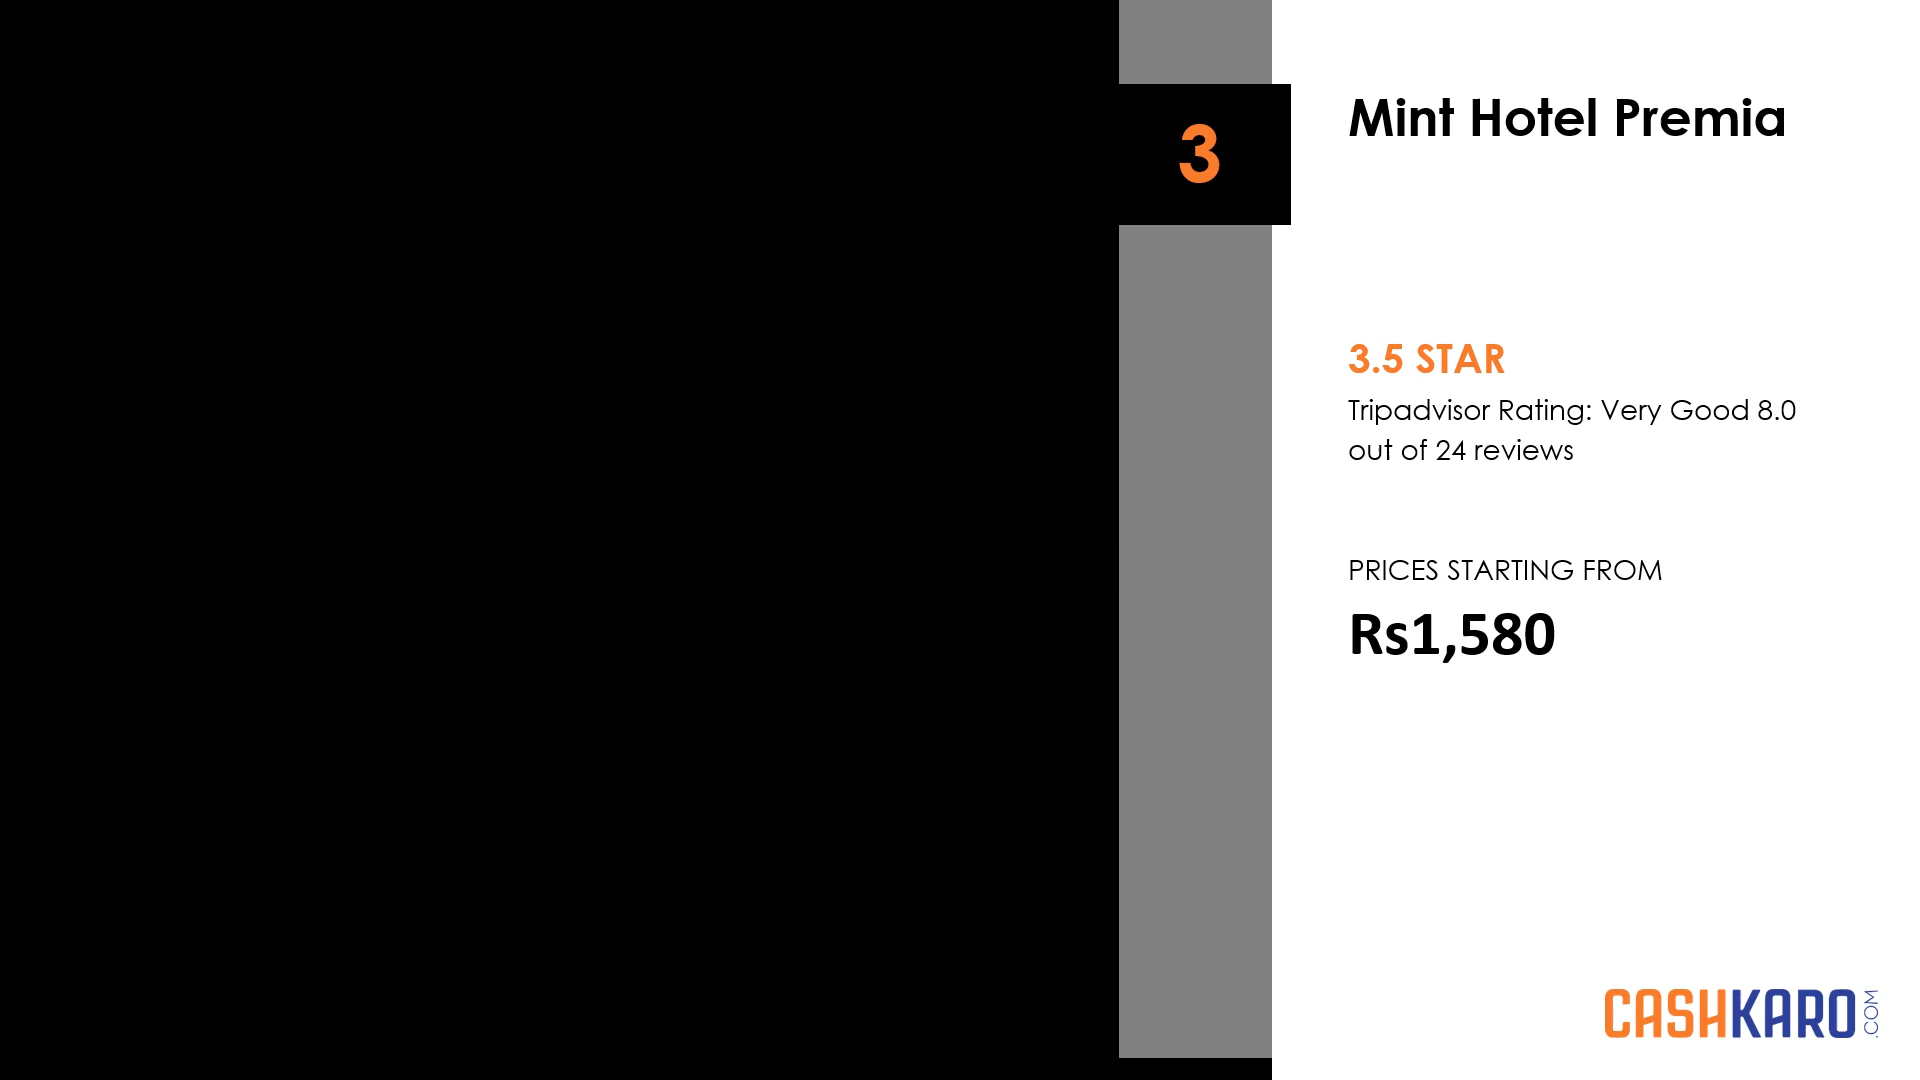 3
Mint Hotel Premia
3.5 STAR
Tripadvisor Rating: Very Good 8.0
out of 24 reviews
PRICES STARTING FROM
Rs1,580
CASHKARO.COM